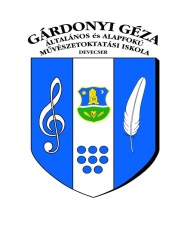 GÁRDONYI GÉZA
ÁLTALÁNOS és ALAPFOKÚ
MŰVÉSZETOKTATÁSI ISKOLA
DEVECSER